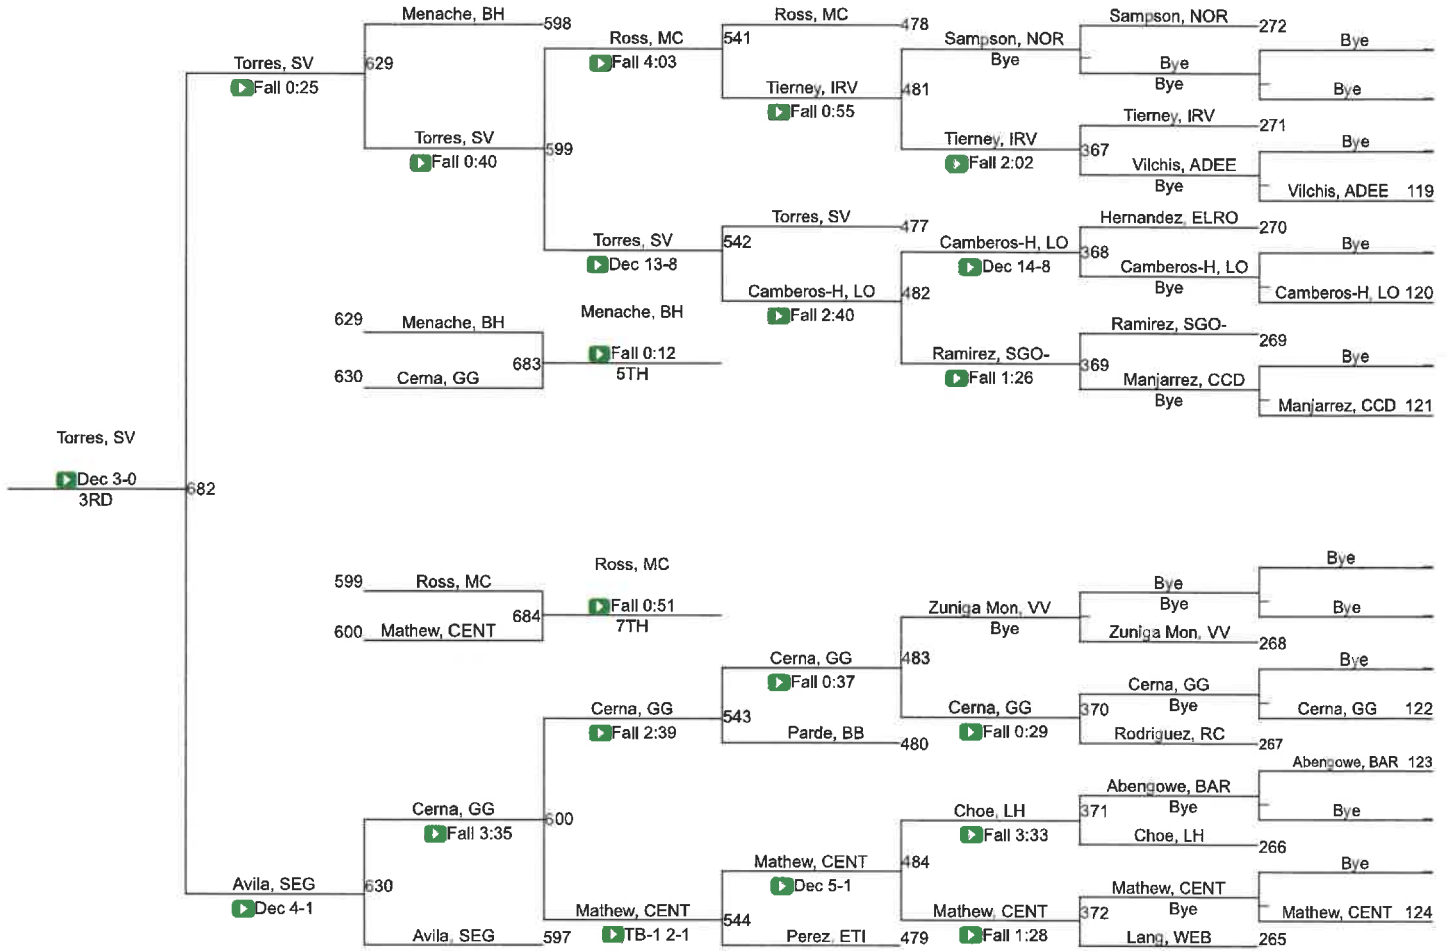 Menache, BH
598
Ross, MC
478
Sampson, NOR
272
Bye
Torres, SV
Fall 0:25
629
Ross, MC
Fall 4:03
541
Sampson, NOR
Bye
Bye
Bye
Bye
Tierney, IRV
Fall 0:55
481
Tierney, IRV
271
Bye
Torres, SV
Fall 0:40
599
Tierney, IRV
Fall 2:02
367
Vilchis, ADEE
Bye
Vilchis, ADEE 119
Torres, SV
477
Hernandez, ELRO
270
Bye
Torres, SV
Dec 13-8
542
Camberos-H, LO
Dec 14-8
368
Camberos-H, LO
Bye
Camberos-H, LO 120
Camberos-H, LO
Fall 2:40
482
629
Menache, BH
Menache, BH
Ramirez, SGO-
269
Bye
683
Fall 0:12
5TH
Ramirez, SGO-
Fall 1:26
369
Manjarrez, CCD
Bye
Manjarrez, CCD 121
630
Cerna, GG
Torres, SV
Dec 3-0
3RD
682
599
Ross, MC
Ross, MC
Bye
684
Fall 0:51
7TH
Zuniga Mon, VV
Bye
Bye
Bye
Bye
600
Mathew, CENT
Zuniga Mon, VV
268
Cerna, GG
Fall 0:37
483
Bye
Cerna, GG
Fall 2:39
543
Cerna, GG
Fall 0:29
370
Cerna, GG
Bye
Cerna, GG 122
Parde, BB
480
Rodriguez, RC
267
Abengowe, BAR 123
Cerna, GG
Fall 3:35
600
Choe, LH
Fall 3:33
371
Abengowe, BAR
Bye
Bye
Choe, LH
266
Mathew, CENT
Dec 5-1
484
Bye
Avila, SEG
Dec 4-1
630
Mathew, CENT
TB-1 2-1
544
Mathew, CENT
Fall 1:28
372
Mathew, CENT
Bye
Mathew, CENT 124
Avila, SEG
597
Perez, ETI
479
Lang, WEB
265